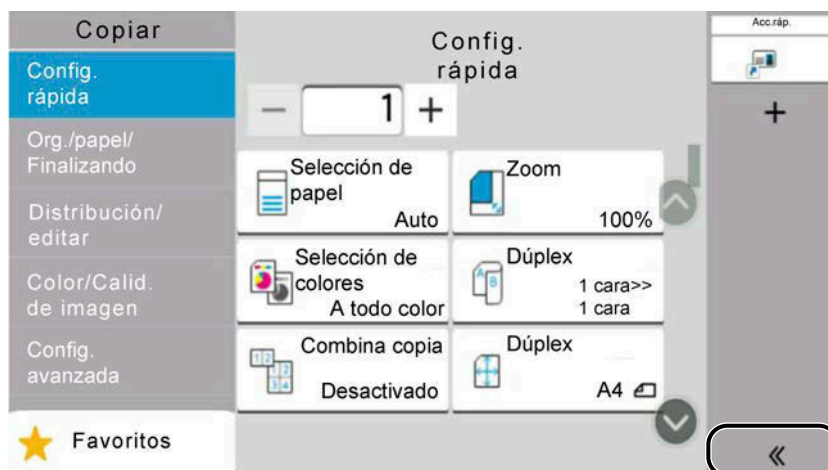 Copiar
Config.
rápida
Org./papel/
Finalizando
Distribución/
editar
Color/Calid.
de imagen
Config.
avanzada
Favoritos
Config.
rápida
1
Selección de
papel
Auto
Zoom
100%
Selección de
colores
A todo color
Dúplex
1 cara>>
1 cara
Combina copia
Desactivado
Dúplex
A4
Acc.ráp.